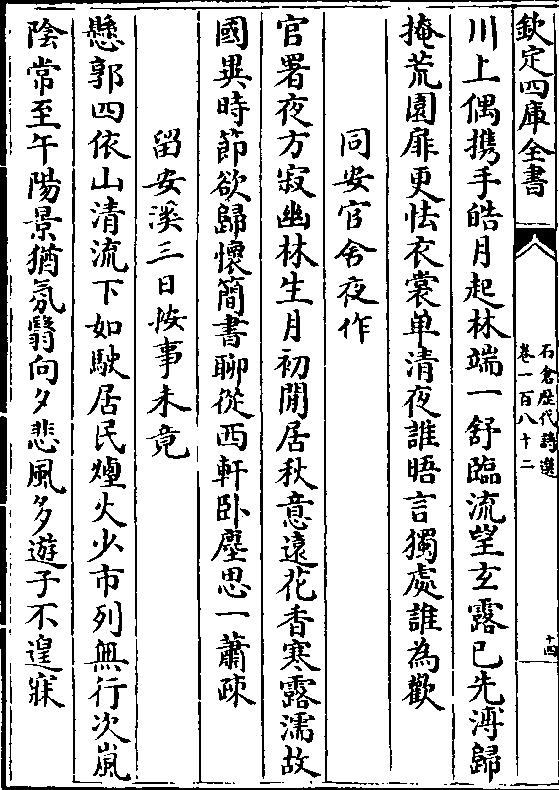 欽定四庫全書
石倉歴代詩選
卷一百八十二
十四
川上偶携手皓月起林端一舒臨流望玄露已先漙歸
掩荒園扉更怯衣裳单清夜誰晤言獨處誰為歡
同安官舍夜作
官署夜方寂幽林生月初閒居秋意遠花香寒露濡故
國異時節欲歸懷簡書聊從西軒卧塵思一蕭疎
留安溪三日按事未竟
懸郭四依山清流下如駛居民煙火少市列無行次嵐
陰常至午陽景猶氛翳向夕悲風多遊子不遑寐